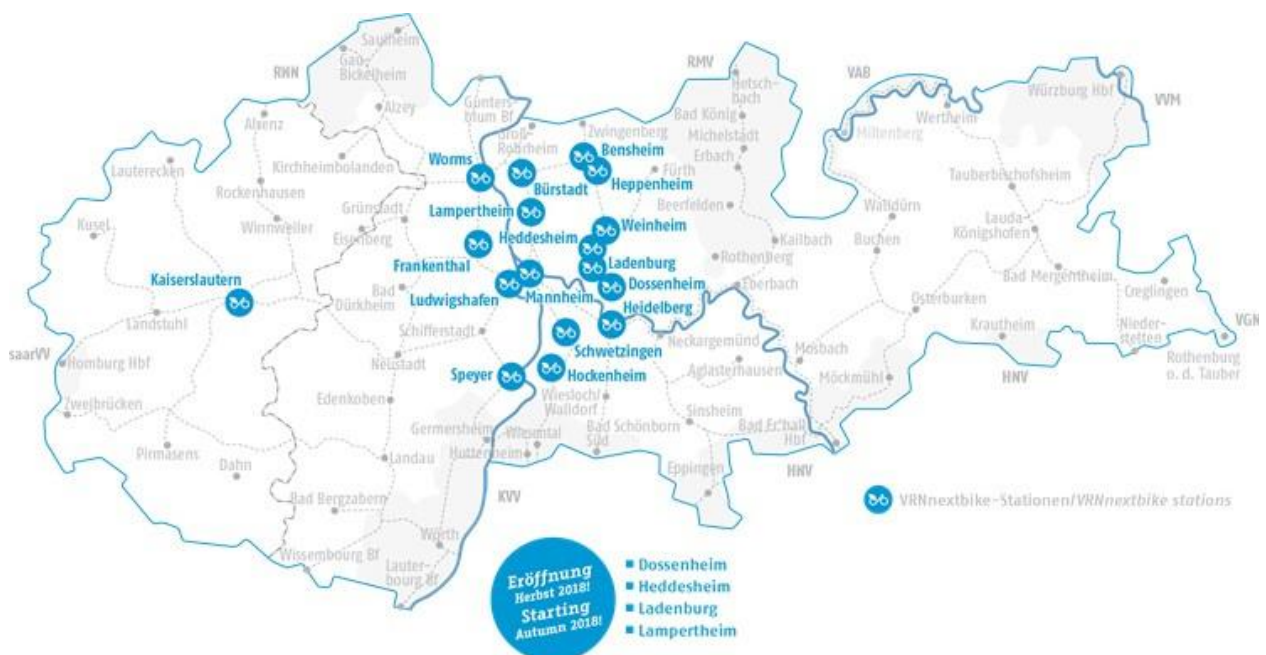 Saulheim
Gau-
Bickelheim
RNN
Alzey
Alsenz
Kirchheimbolanden
Lauterecken
Rockenhausen
Grünstadt
Kusel
Winnweiler
Eisenberg
Kaiserslautern
Bad
Dürkheim
Landstuhl
Schifferstadt
saarVV
Homburg Hbf
Neustadt
Zweibrücken
Edenkoben
Pirmasens
Dahn
Landau
Germersheim
Bad Bergzabern
Wörth
Wissembourg Bf
Lauter-
bourg Bf
KVV
Gunters-
blum Bf
Groß-
Rohrheim
Zwingenberg
Worms
Bensheim
Bürstadt
Heppenheim
Fürth
Lampertheim
Weinheim
Heddesheim
Frankenthal
Ladenburg
Ludwigshafen
Mannheim
Dossenheim
Heidelberg
Schwetzingen
Speyer
Hockenheim
Wiesloch/
Walldorf
Wiesental
Huttenheim
Bad Schönborn
Süd
Neckargemünd
Aglasterhausen
Sinsheim
Bad Fr'hall
Hbf
Eppingen
HNV
RMV
Hetsch-
bach
Bad König
Michelstadt
Erbach
Beerfelden
Kailbach
Rothenberg
Eberbach
Mosbach
Möckmühl
VAB
Miltenberg
Wertheim
Würzburg Hbf
VVM
Tauberbischofsheim
Walldürn
Lauda-
Königshofen
Buchen
Bad Mergentheim
Creglingen
Osterburken
Krautheim
Nieder-
stetten
VGN
Rothenburg
o. d. Tauber
HNV
VRNnextbike-Stationen/VRNnextbike stations
Eröffnung
Herbst 2018!
Starting
Autumn 2018!
Dossenheim
Heddesheim
Ladenburg
Lampertheim